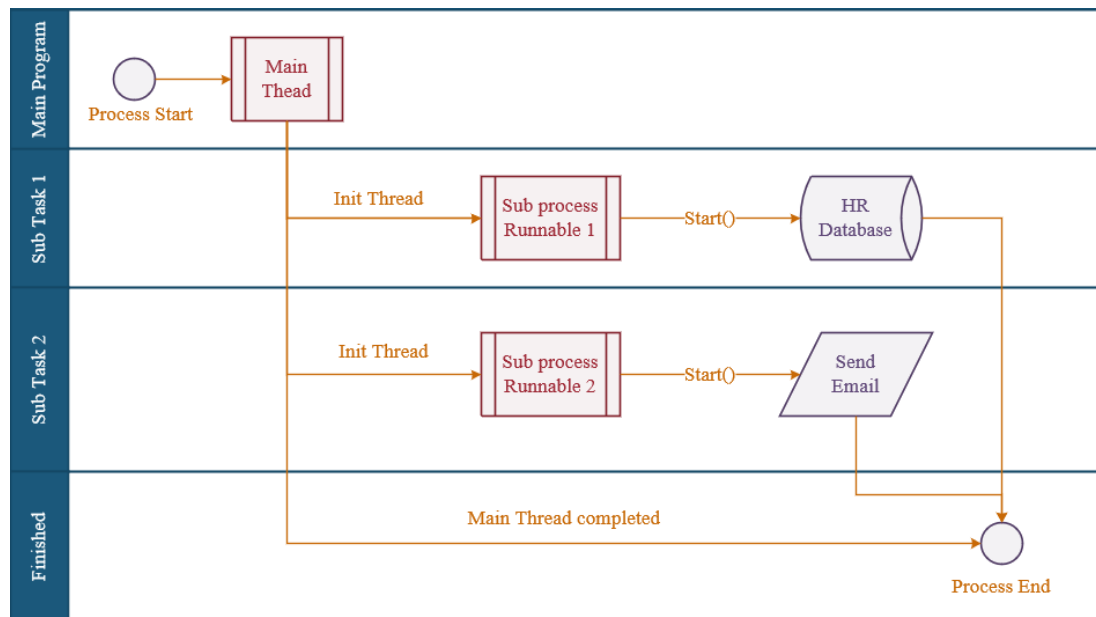 Main Program
Main
Thead
Process Start
Sub Task 1
Init Thread
Sub process
Runnable 1
Start()
HR
Database
Sub Task 2
Init Thread
Sub process
Runnable 2
Start()
Send
Email
Finished
Main Thread completed
Process End